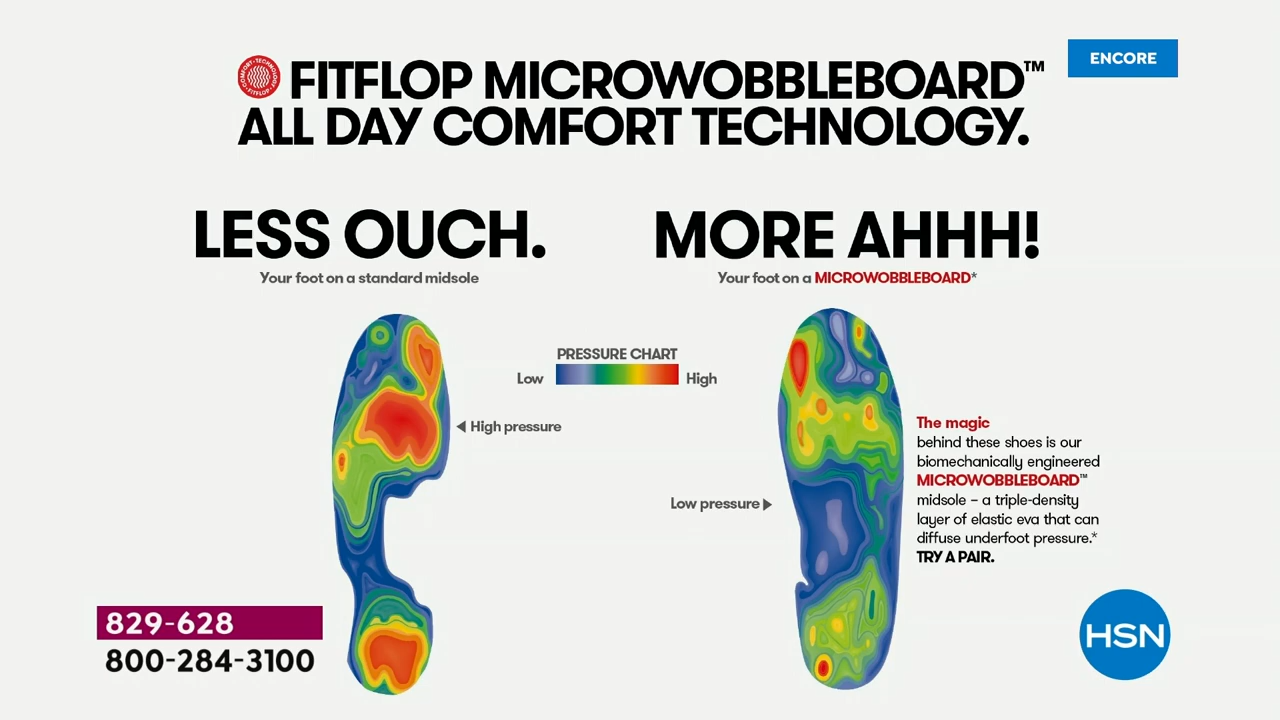 ENCORE
FITFLOP MICROWOBBLEBOARD™
ALL DAY COMFORT TECHNOLOGY.
LESS OUCH.
Your foot on a standard midsole
MORE AHHH!
Your foot on a MICROWOBBLEBOARD*
PRESSURE CHART
Low
High
High pressure
Low pressure
The magic
behind these shoes is our
biomechanically engineered
MICROWOBBLEBOARD™
midsole – a triple-density
layer of elastic eva that can
diffuse underfoot pressure.*
TRY A PAIR.
829-628
800-284-3100
HSN